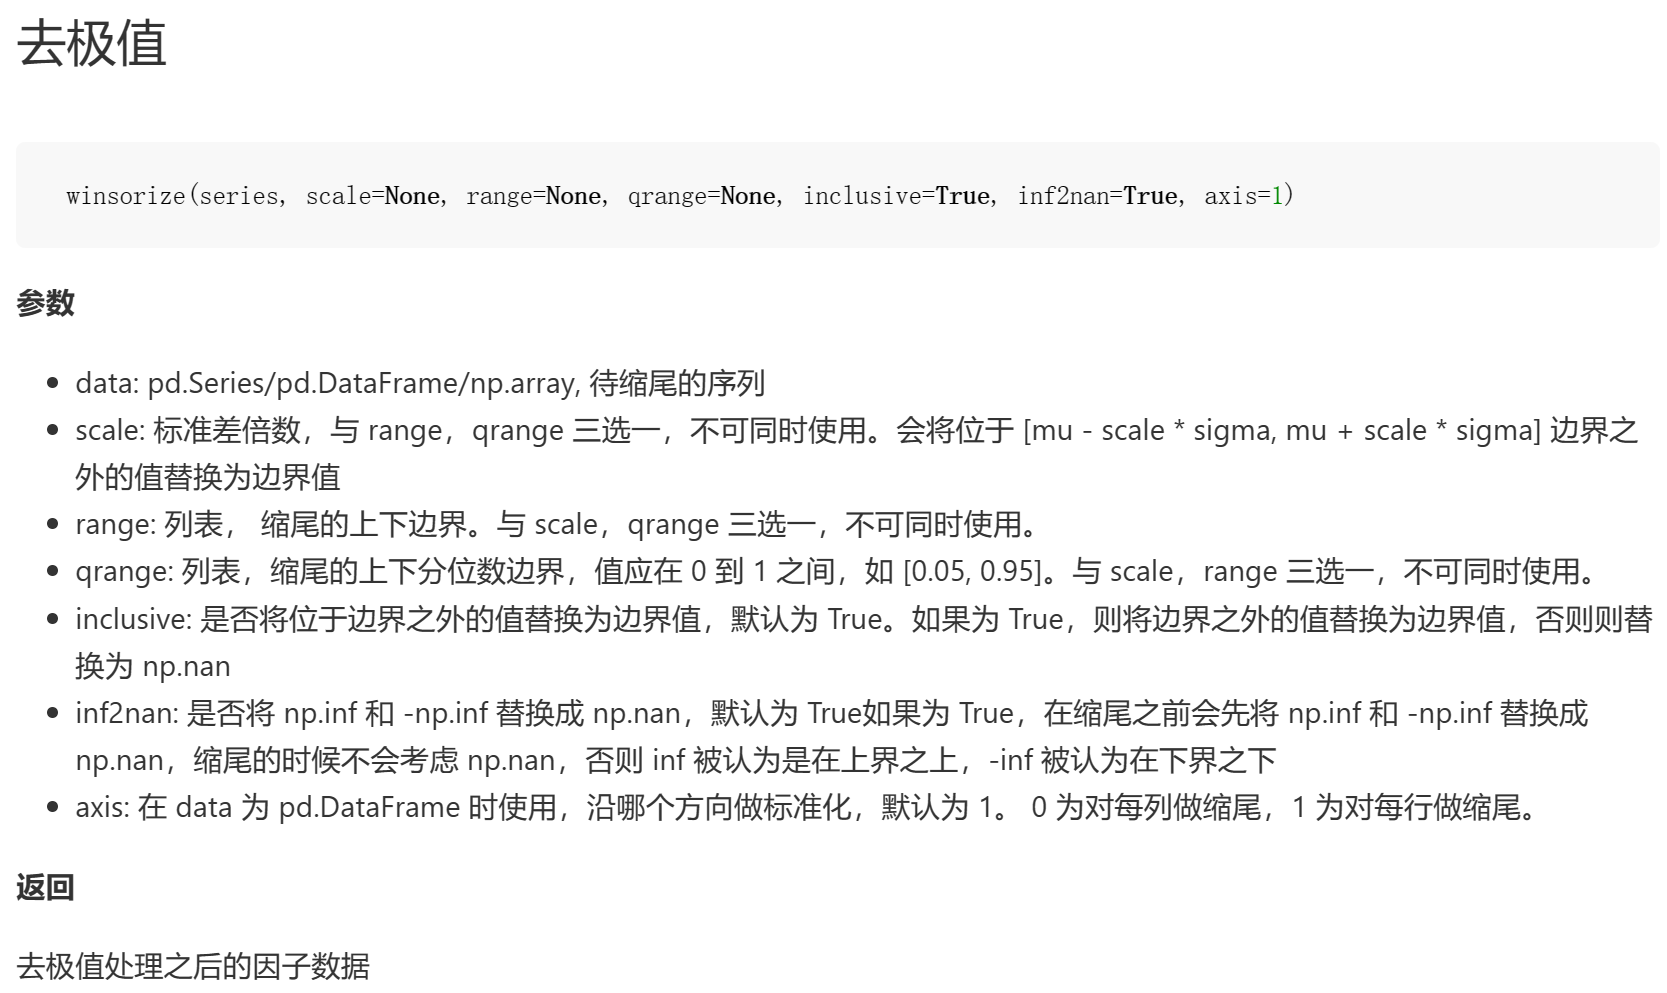 去极值
winsorize(series, scale=None, range=None, qrange=None, inclusive=True, inf2nan=True, axis=1)
参数
data: pd.Series/pd.DataFrame/np.array, 待缩尾的序列
scale: 标准差倍数，与 range，qrange 三选一，不可同时使用。会将位于 [mu - scale * sigma, mu + scale * sigma] 边界之
外的值替换为边界值
range: 列表， 缩尾的上下边界。与 scale，qrange 三选一，不可同时使用。
qrange: 列表，缩尾的上下分位数边界，值应在 0 到 1 之间，如 [0.05, 0.95]。与 scale，range 三选一，不可同时使用。
inclusive: 是否将位于边界之外的值替换为边界值，默认为 True。如果为 True，则将边界之外的值替换为边界值，否则则替
换为 np.nan
inf2nan: 是否将 np.inf 和 -np.inf 替换成 np.nan，默认为 True如果为 True，在缩尾之前会先将 np.inf 和 -np.inf 替换成
np.nan，缩尾的时候不会考虑 np.nan，否则 inf 被认为是在上界之上，-inf 被认为在下界之下
axis: 在 data 为 pd.DataFrame 时使用，沿哪个方向做标准化，默认为 1。 0 为对每列做缩尾，1 为对每行做缩尾。
返回
去极值处理之后的因子数据